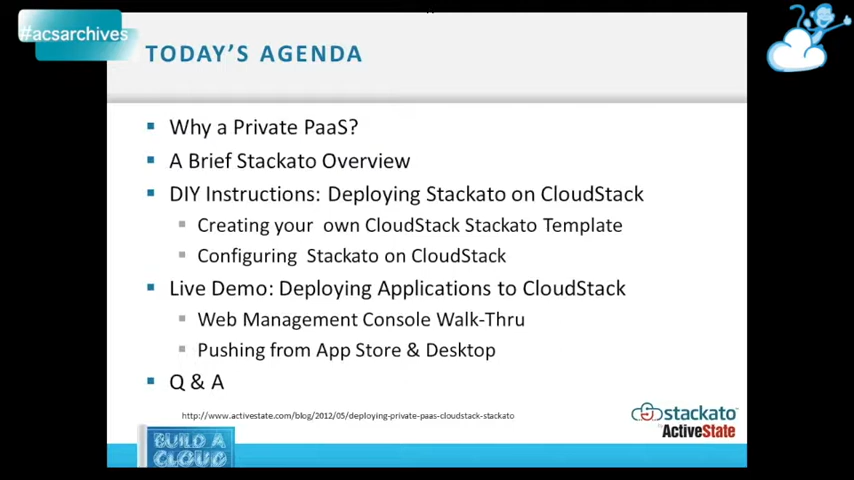 #acsarchives
TODAY'S AGENDA
Why a Private PaaS?
A Brief Stackato Overview
DIY Instructions: Deploying Stackato on CloudStack
Creating your own CloudStack Stackato Template
Configuring Stackato on CloudStack
Live Demo: Deploying Applications to CloudStack
Web Management Console Walk-Thru
Pushing from App Store & Desktop
Q & A
http://www.activestate.com/blog/2012/05/deploying-private-paas-cloudstack-stackato
stackato
by ActiveState
BUILD A
CLOUD